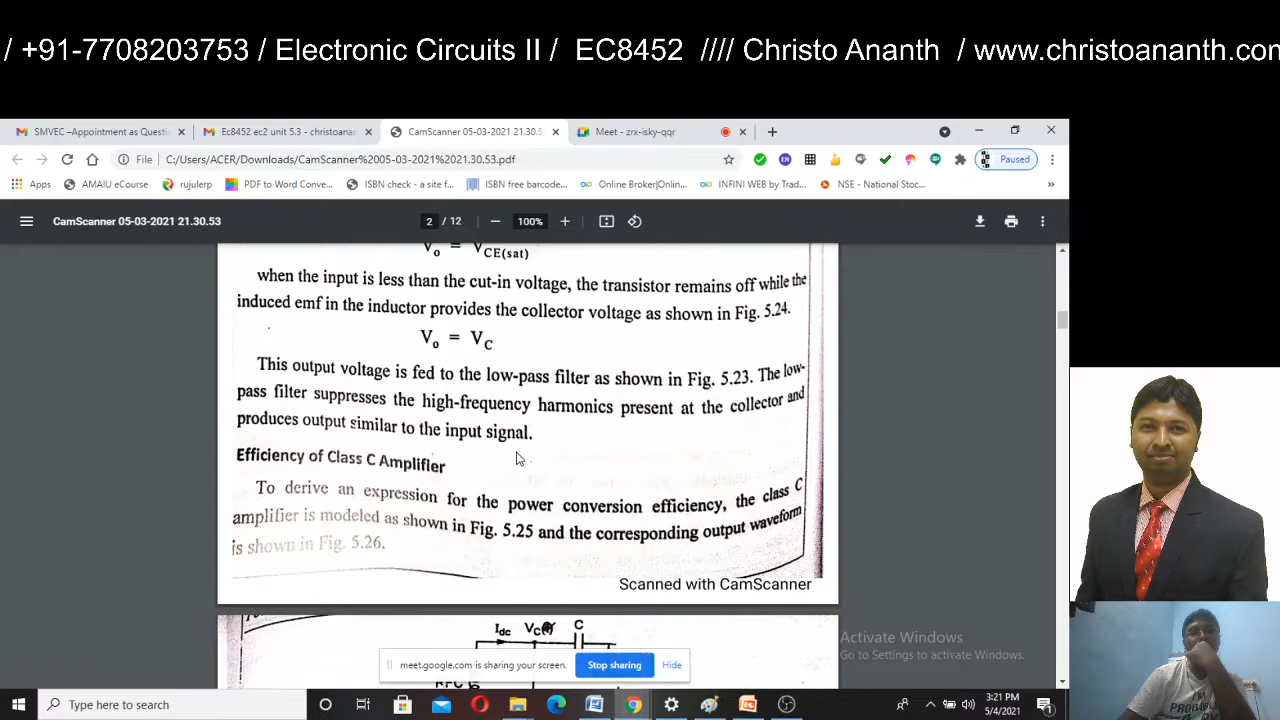 / +91-7708203753 / Electronic Circuits II / EC8452 //// Christo Ananth / www.christoananth.con
SMVEC –Appointment as Questi
Ec8452 ec2 unit 5.3 - christoanan
CamScanner 05-03-2021 21.30.5
Meet - zrx-isky-qqr
File
C:/Users/ACER/Downloads/CamScanner%2005-03-2021%2021.30.53.pdf
EN
Paused
Apps
AMAIU eCourse
rujulerp
PDF to Word Conve...
ISBN check - a site f...
ISBN free barcode...
Online Broker|Onlin...
INFINI WEB by Trad...
NSE - National Stoc...
»
CamScanner 05-03-2021 21.30.53
2 / 12
100%
Vo = VCE(sat)
when the input is less than the cut-in voltage, the transistor remains off while the
induced emf in the inductor provides the collector voltage as shown in Fig. 5.24.
Vo = VC
This output voltage is fed to the low-pass filter as shown in Fig. 5.23. The low-
pass filter suppresses the high-frequency harmonics present at the collector and
produces output similar to the input signal.
Efficiency of Class C Amplifier
To derive an expression for the power conversion efficiency, the class C
amplifier is modeled as shown in Fig. 5.25 and the corresponding output waveform
is shown in Fig. 5.26.
Scanned with CamScanner
Idc VC C
meet.google.com is sharing your screen.
Stop sharing
Hide
RFC
Activate Windows
Go to Settings to activate Windows.
Type here to search
3:21 PM
5/4/2021
1